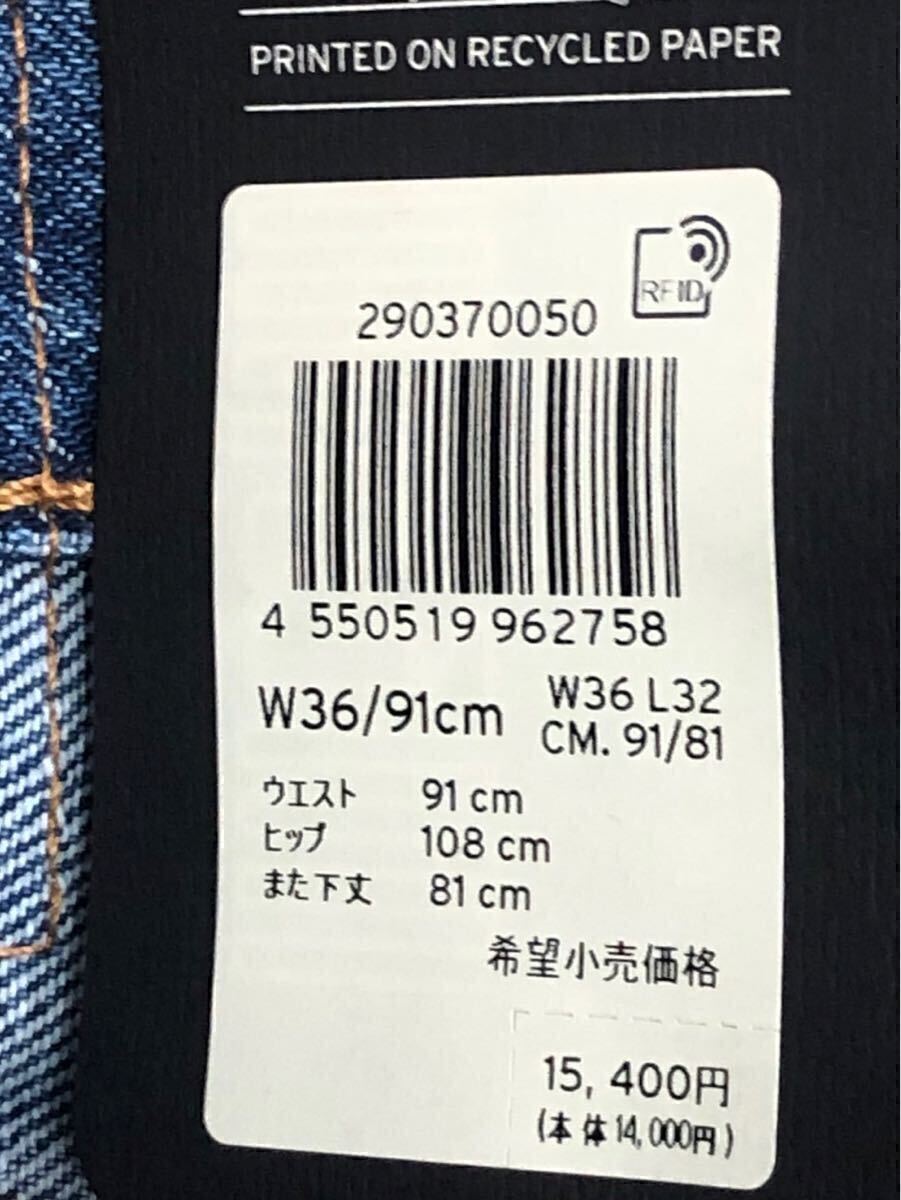 PRINTED ON RECYCLED PAPER
RFID
290370050
4 550519 962758
W36/91cm
W36 L32
CM. 91/81
ウエスト 91 cm
ヒップ 108 cm
また下丈 81 cm
希望小売価格
15,400円
(本体14,000円)